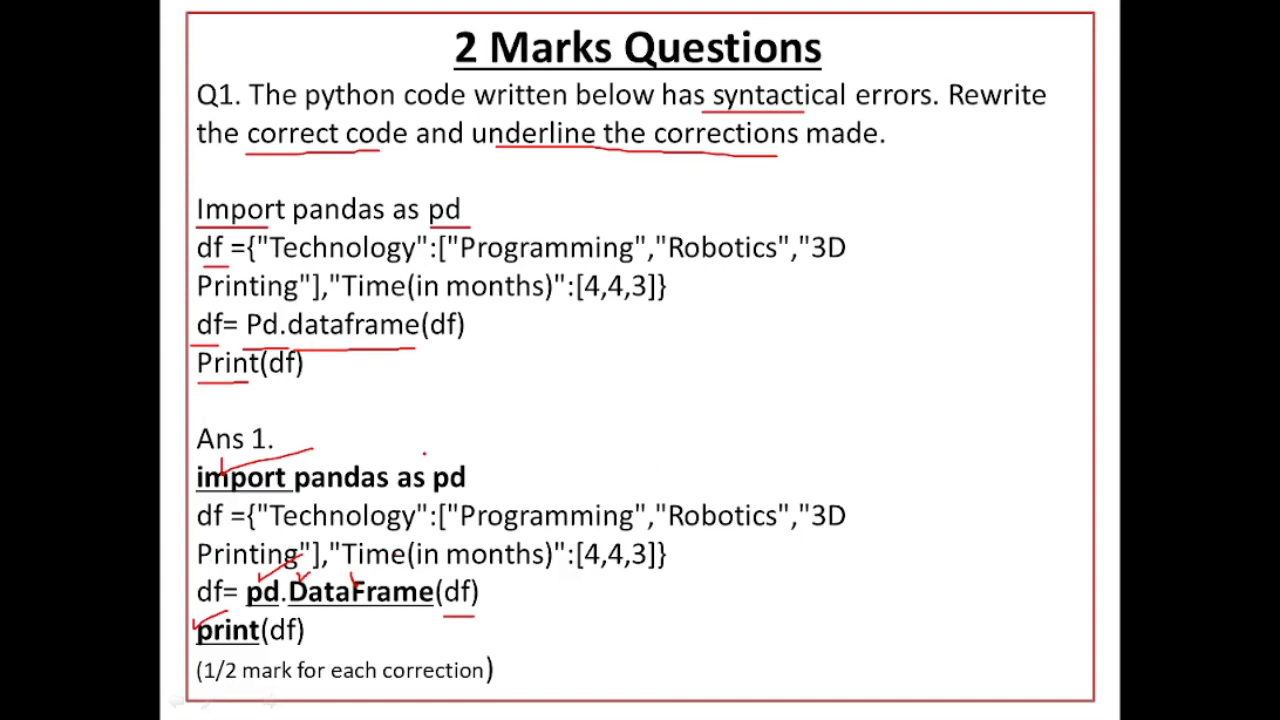 2 Marks Questions
Q1. The python code written below has syntactical errors. Rewrite
the correct code and underline the corrections made.
Import pandas as pd
df ={"Technology":["Programming","Robotics","3D
Printing"],"Time(in months)":[4,4,3]}
df= Pd.dataframe(df)
Print(df)
Ans 1.
import pandas as pd
df ={"Technology":["Programming","Robotics","3D
Printing"],"Time(in months)":[4,4,3]}
df= pd.DataFrame(df)
print(df)
(1/2 mark for each correction)